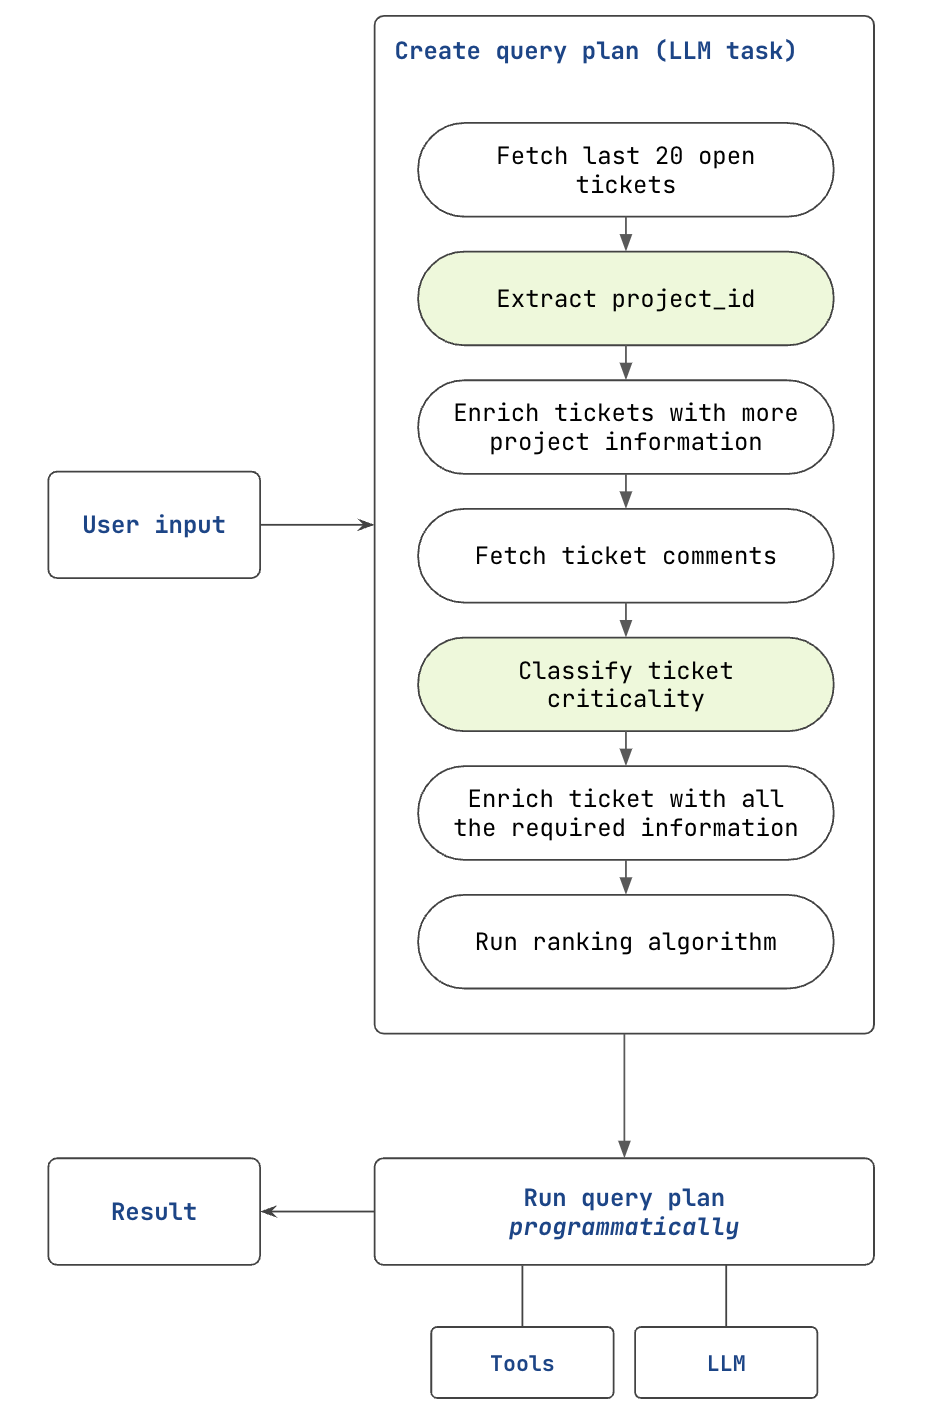 Create query plan (LLM task)
Fetch last 20 open
tickets
Extract project_id
Enrich tickets with more
project information
User input
Fetch ticket comments
Classify ticket
criticality
Enrich ticket with all
the required information
Run ranking algorithm
Result
Run query plan
programmatically
Tools
LLM